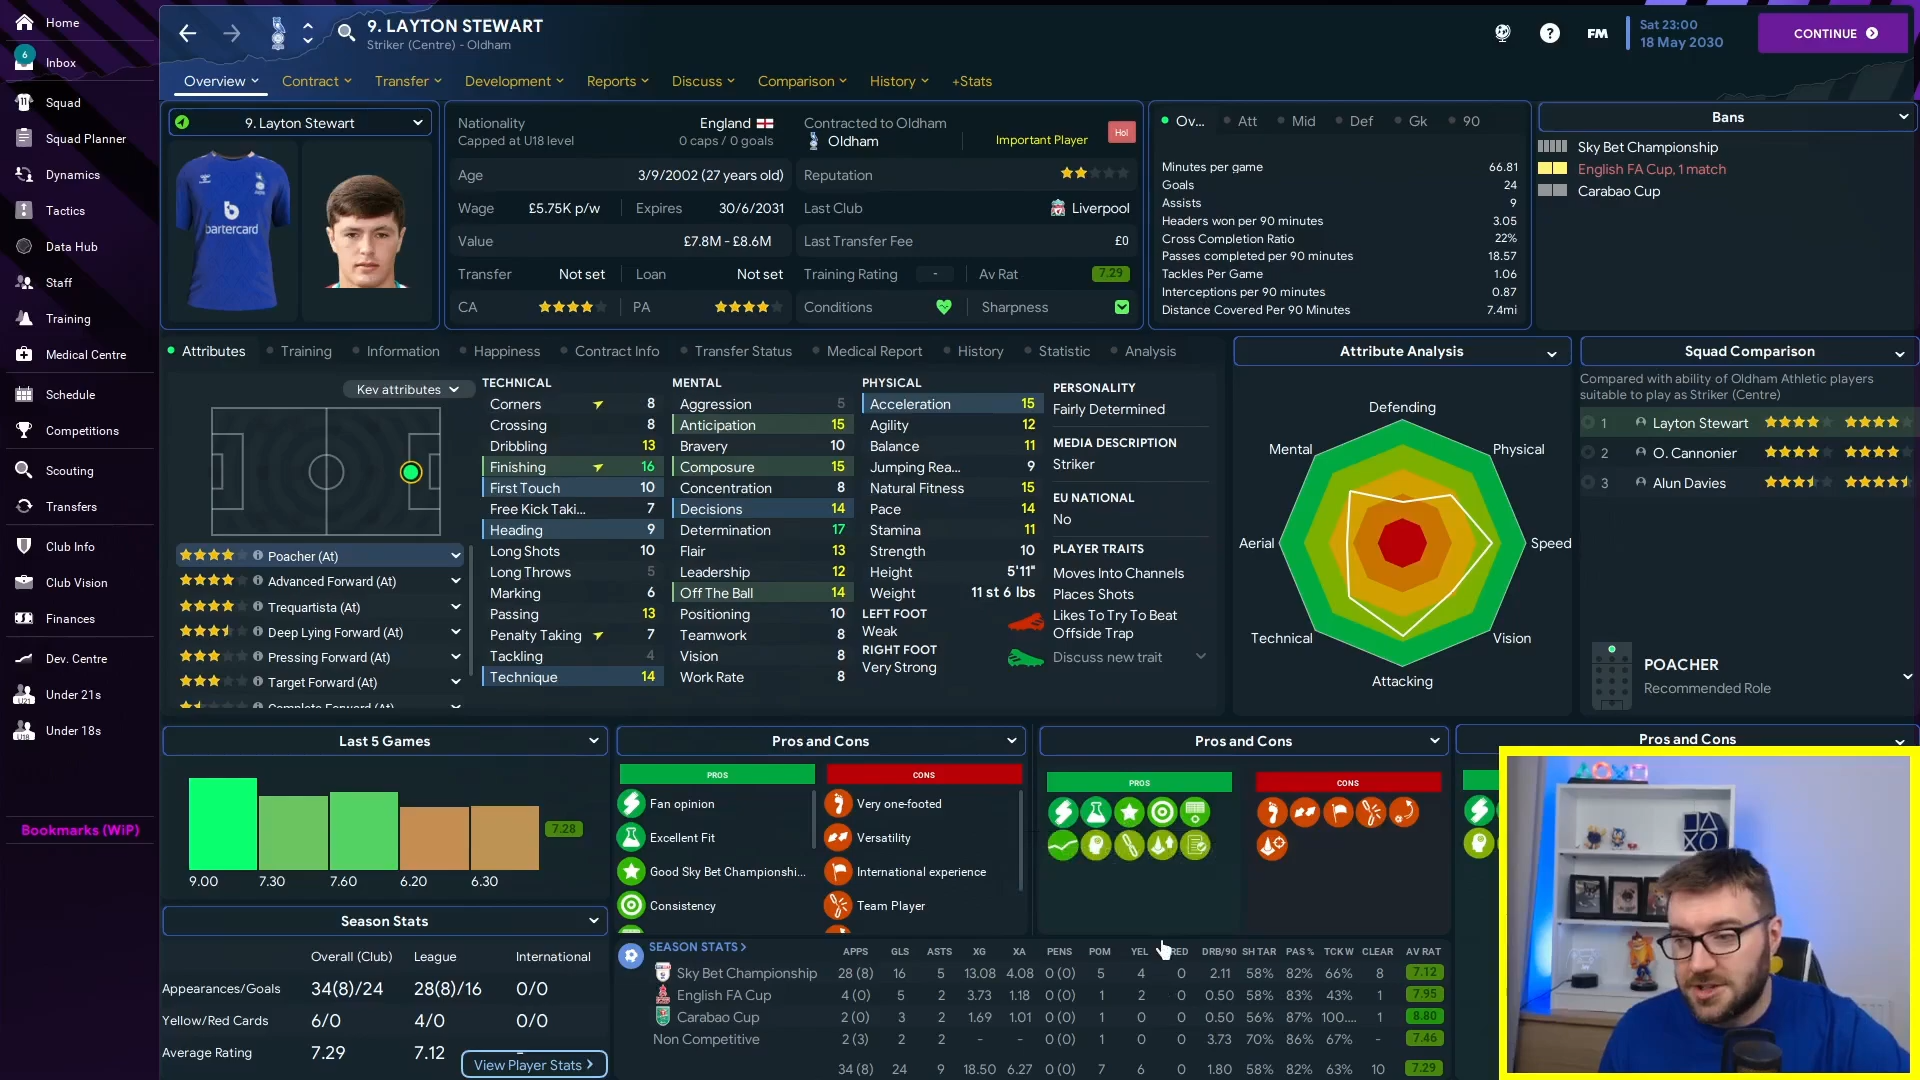 Home
6
Inbox
Squad
Squad Planner
Dynamics
Tactics
Data Hub
Staff
Training
Medical Centre
Schedule
Competitions
Scouting
Transfers
Club Info
Club Vision
Finances
Dev. Centre
Under 21s
Under 18s
Bookmarks (WiP)
9. LAYTON STEWART
Striker (Centre) - Oldham
FM
Sat 23:00
18 May 2030
CONTINUE
Overview Contract Transfer Development Reports Discuss Comparison History +Stats
9. Layton Stewart
bartercard
Nationality England
Capped at U18 level 0 caps / 0 goals
Age 3/9/2002 (27 years old)
Wage £5.75K p/w Expires 30/6/2031
Value £7.8M - £8.6M
Transfer Not set Loan Not set
CA PA
Contracted to Oldham
Oldham Important Player Hol
Reputation
Last Club Liverpool
Last Transfer Fee £0
Training Rating - Av Rat 7.29
Conditions Sharpness
Ov... Att Mid Def Gk 90
Minutes per game 66.81
Goals 24
Assists 9
Headers won per 90 minutes 3.05
Cross Completion Ratio 22%
Passes completed per 90 minutes 18.57
Tackles Per Game 1.06
Interceptions per 90 minutes 0.87
Distance Covered Per 90 Minutes 7.4mi
Bans
Sky Bet Championship
English FA Cup, 1 match
Carabao Cup
Attributes Training Information Happiness Contract Info Transfer Status Medical Report History Statistic Analysis
Key attributes
Poacher (At)
Advanced Forward (At)
Trequartista (At)
Deep Lying Forward (At)
Pressing Forward (At)
Target Forward (At)
Complete Forward (At)
TECHNICAL
Corners 8
Crossing 8
Dribbling 13
Finishing 16
First Touch 10
Free Kick Taki... 7
Heading 9
Long Shots 10
Long Throws 5
Marking 6
Passing 13
Penalty Taking 7
Tackling 4
Technique 14
MENTAL
Aggression 5
Anticipation 15
Bravery 10
Composure 15
Concentration 8
Decisions 14
Determination 17
Flair 13
Leadership 12
Off The Ball 14
Positioning 10
Teamwork 8
Vision 8
Work Rate 8
PHYSICAL
Acceleration 15
Agility 12
Balance 11
Jumping Rea... 9
Natural Fitness 15
Pace 14
Stamina 11
Strength 10
Height 5'11"
Weight 11 st 6 lbs
LEFT FOOT
Weak
RIGHT FOOT
Very Strong
PERSONALITY
Fairly Determined
MEDIA DESCRIPTION
Striker
EU NATIONAL
No
PLAYER TRAITS
Moves Into Channels
Places Shots
Likes To Try To Beat
Offside Trap
Discuss new trait
Attribute Analysis
Defending
Mental Physical
Aerial Speed
Technical Vision
Attacking
Squad Comparison
Compared with ability of Oldham Athletic players
suitable to play as Striker (Centre)
1 Layton Stewart
2 O. Cannonier
3 Alun Davies
POACHER
Recommended Role
Last 5 Games
7.28
9.00 7.30 7.60 6.20 6.30
Season Stats
Overall (Club) League International
Appearances/Goals 34(8)/24 28(8)/16 0/0
Yellow/Red Cards 6/0 4/0 0/0
Average Rating 7.29 7.12 -
View Player Stats >
Pros and Cons
PROS CONS
Fan opinion Very one-footed
Excellent Fit Versatility
Good Sky Bet Championshi... International experience
Consistency Team Player
Pros and Cons
PROS CONS
Pros and Cons
SEASON STATS > APPS GLS ASTS XG XA PENS POM YEL RED DRB/90 SH TAR PAS % TCK W CLEAR AV RAT
Sky Bet Championship 28 (8) 16 5 13.08 4.08 0 (0) 5 4 0 2.11 58% 82% 66% 8 7.12
English FA Cup 4 (0) 5 2 3.73 1.18 0 (0) 1 2 0 0.50 58% 83% 43% 1 7.95
Carabao Cup 2 (0) 3 2 1.69 1.01 0 (0) 1 0 0 0.50 56% 87% 100.... 1 8.80
Non Competitive 2 (3) 2 2 - - 0 (0) 1 0 0 3.73 70% 86% 67% - 7.46
34 (8) 24 9 18.50 6.27 0 (0) 7 6 0 1.80 58% 82% 63% 10 7.29